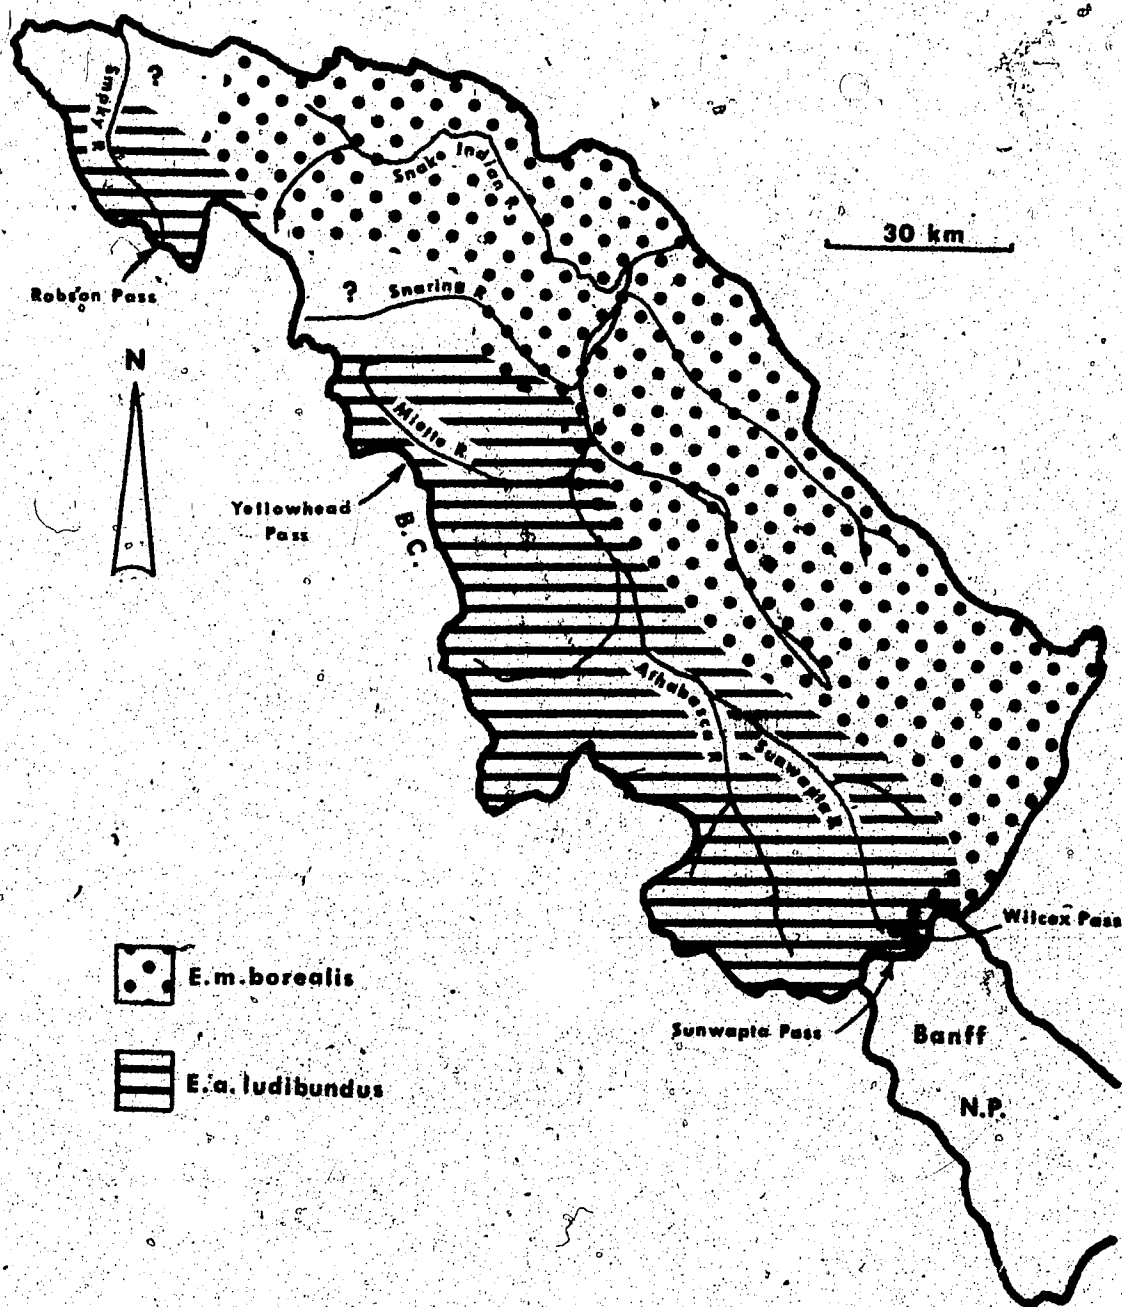 Smoky R
?
Snake Indian R
30 km
Robson Pass
?
Snaring R
N
Miette R
Yellowhead
Pass
B.C.
Athabasca R
Sunwapta R
Wilcox Pass
E.m.borealis
Sunwapta Pass
Banff
N.P.
E.a.ludibundus